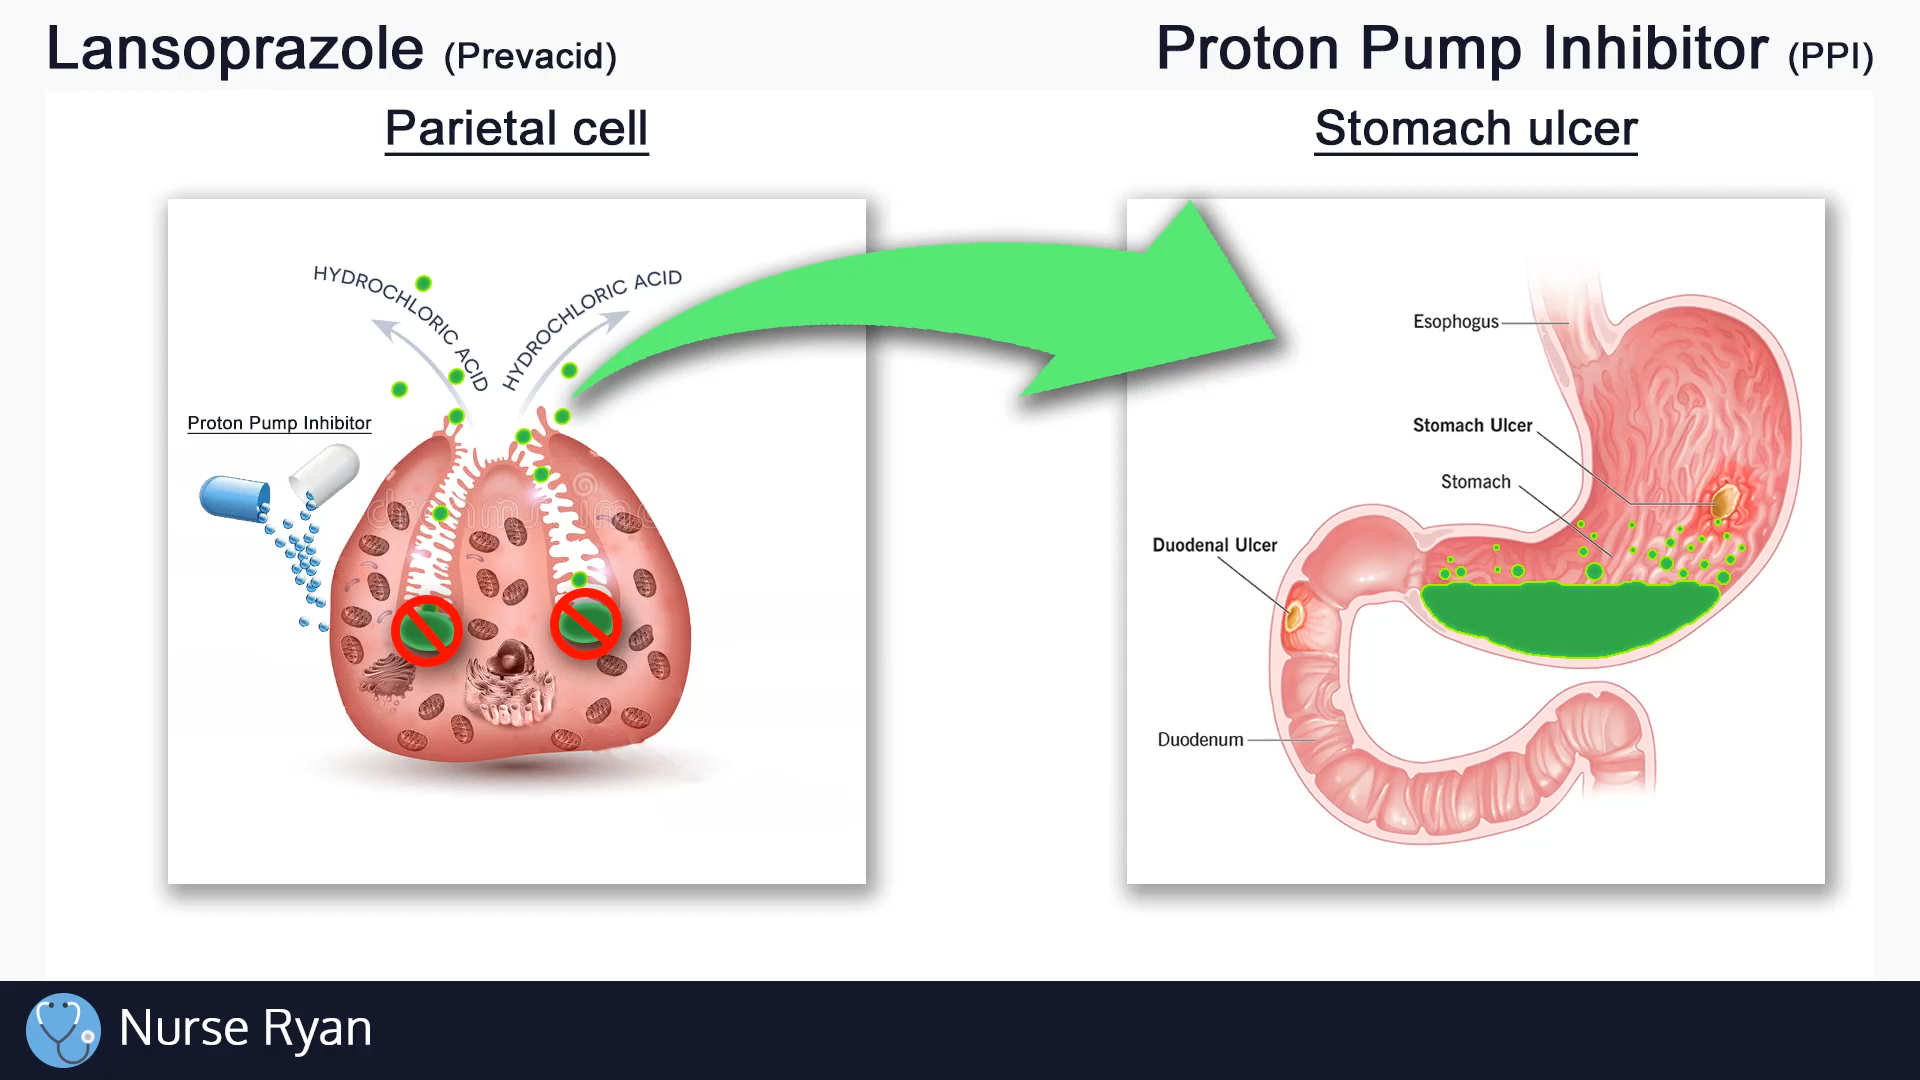 Lansoprazole (Prevacid)
Proton Pump Inhibitor (PPI)
Parietal cell
Stomach ulcer
HYDROCHLORIC ACID
HYDROCHLORIC ACID
Proton Pump Inhibitor
Esophogus
Stomach Ulcer
Stomach
Duodenal Ulcer
Duodenum
Nurse Ryan